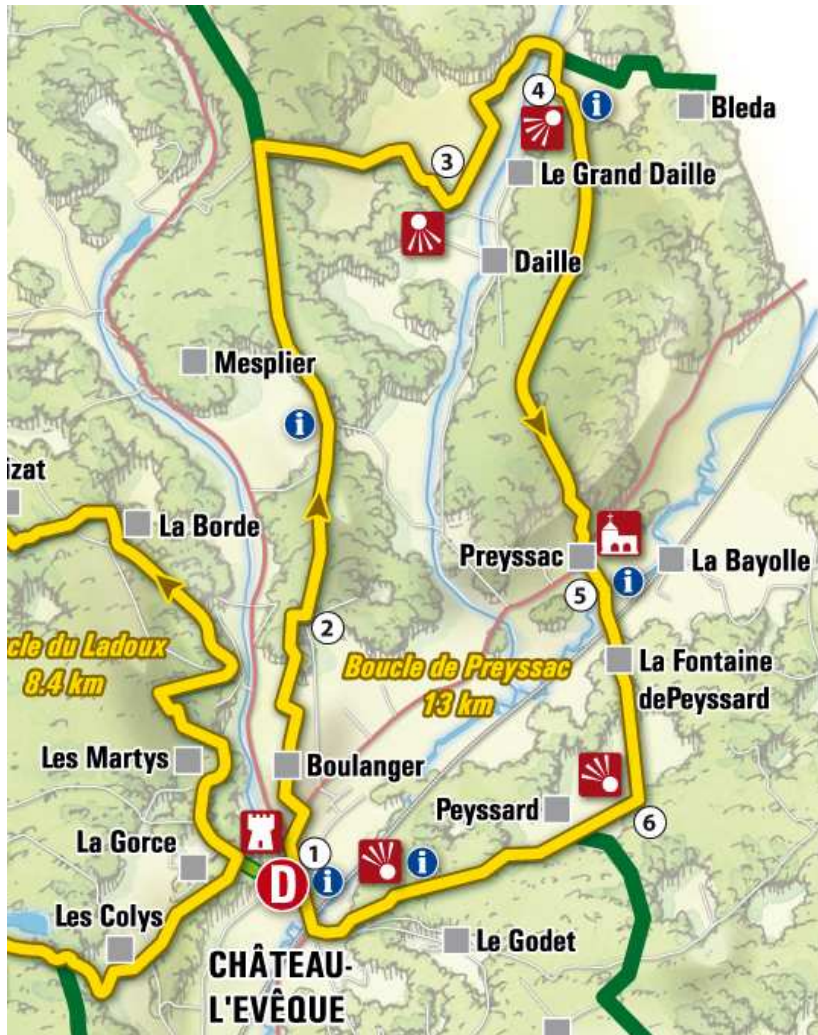 4
i
Bleda
3
Le Grand Daille
Daille
Mesplier
i
izat
La Borde
Preyssac
La Bayolle
i
5
2
cle du Ladoux
8.4 km
Boucle de Preyssac
13 km
La Fontaine
dePeyssard
Les Martys
Boulanger
Peyssard
6
La Gorce
1
D
i
i
Les Colys
Le Godet
CHÂTEAU-
L'EVÊQUE